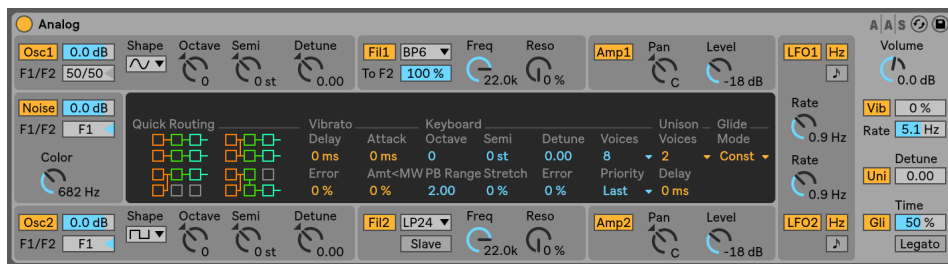 Analog A|A|S
Osc1 0.0 dB Shape Octave Semi Detune Fil1 BP6 Freq Reso Amp1 Pan Level LFO1 Hz Volume
F1/F2 50/50 0 0 st 0.00 To F2 100 % 22.0k 0 % C -18 dB 0.0 dB
Noise 0.0 dB Rate Vib 0 %
F1/F2 F1 0.9 Hz Rate 5.1 Hz
Color
682 Hz
Quick Routing Vibrato Keyboard Unison Glide
Delay Attack Octave Semi Detune Voices Voices Mode
0 ms 0 ms 0 0 st 0.00 8 2 Const
Error Amt<MW PB Range Stretch Error Priority Delay
0 % 0 % 2.00 0 % 0 % Last 0 ms
Rate Detune
0.9 Hz Uni 0.00
Osc2 0.0 dB Shape Octave Semi Detune Fil2 LP24 Freq Reso Amp2 Pan Level LFO2 Hz Time
Gli 50 %
F1/F2 F1 0 0 st 0.00 Slave 22.0k 0 % C -18 dB Legato